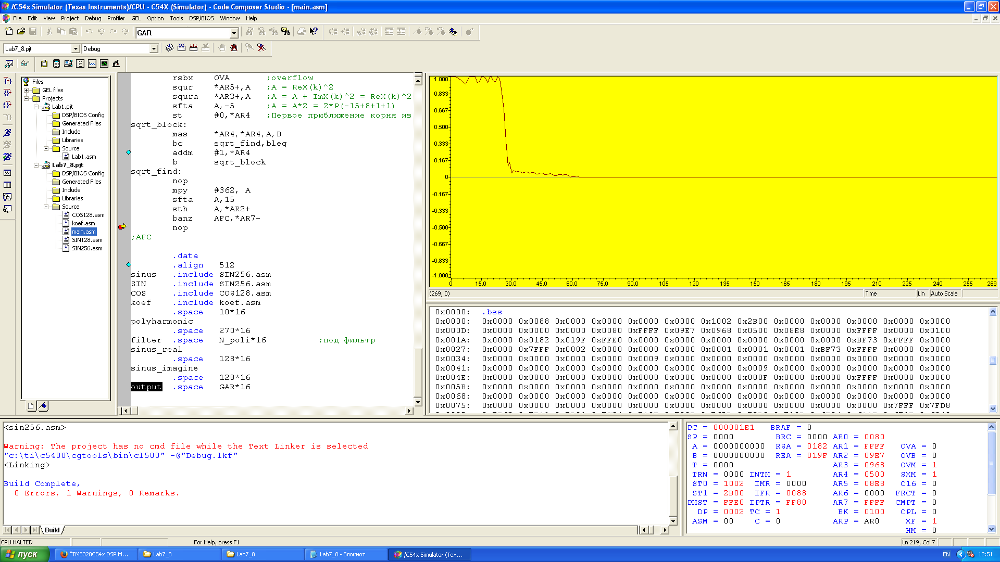 /C54x Simulator (Texas Instruments)/CPU - C54X (Simulator) - Code Composer Studio - [main.asm]
File Edit View Project Debug Profiler GEL Option Tools DSP/BIOS Window Help
GAR
Lab7_8.pjt Debug
Files
GEL files
Projects
Lab1.pjt
DSP/BIOS Config
Generated Files
Include
Libraries
Source
Lab1.asm
Lab7_8.pjt
DSP/BIOS Config
Generated Files
Include
Libraries
Source
COS128.asm
koef.asm
main.asm
SIN128.asm
SIN256.asm
rsbx OVA ;overflow
squr *AR5+,A ;A = ReX(k)^2
squra *AR3+,A ;A = A + ImX(k)^2 = ReX(k)^2
sfta A,-5 ;A = A*2 = 2*P(-15+8+1+1)
st #0,*AR4 ;Первое приближение корня из
sqrt_block:
mas *AR4,*AR4,A,B
bc sqrt_find,bleq
addm #1,*AR4
b sqrt_block
sqrt_find:
nop
mpy #362, A
sfta A,15
sth A,*AR2+
banz AFC,*AR7-
nop
;AFC
.data
.align 512
sinus .include SIN256.asm
SIN .include SIN256.asm
COS .include COS128.asm
koef .include koef.asm
.space 10*16
polyharmonic
.space 270*16
filter .space N_poli*16 ;под фильтр
sinus_real
.space 128*16
sinus_imagine
.space 128*16
output .space GAR*16
1.000
0.833
0.667
0.500
0.333
0.167
0
-0.167
-0.333
-0.500
-0.667
-0.833
-1.000
0 15.0 30.0 45.0 60.0 75.0 90.0 105 120 135 150 165 180 195 210 225 240 255 269
(269, 0) Time Lin Auto Scale
0x0000: .bss
0x0000: 0x0000 0x0088 0x0000 0x0000 0x0000 0x0000 0x1002 0x2B00 0x0000 0x0000 0x0000 0x0000 0x0000
0x000D: 0x0000 0x0000 0x0000 0x0080 0xFFFF 0x09E7 0x0968 0x0500 0x08E8 0x0000 0xFFFF 0x0000 0x0100
0x001A: 0x0182 0x019F 0xFFE0 0x0000 0x0000 0x0000 0x0000 0x0000 0x0000 0x0000 0xBF73 0xFFFF 0x0000
0x0027: 0x0000 0x7FFF 0x0002 0x0000 0x0000 0x0000 0x0001 0x0001 0x0001 0xBF73 0xFFFF 0x0000 0x0000
0x0034: 0x0000 0x0000 0x0000 0x0000 0x0009 0x0000 0x0000 0x0000 0x0000 0x0000 0x0000 0x0000 0x0000
0x0041: 0x0000 0x0000 0x0000 0x0000 0x0000 0x0000 0x0000 0x0009 0x0000 0x0000 0x0000 0x0000 0x0000
0x004E: 0x0000 0x0000 0x0000 0x0000 0x0000 0x0000 0x0000 0x000F 0x0000 0x0000 0xFFFF 0x0000 0x0000
0x005B: 0x0000 0x0000 0x0000 0x0000 0x0000 0x0000 0x0000 0x0000 0x0000 0x0000 0x0000 0x0000 0x0000
0x0068: 0x0000 0x0000 0x0000 0x0000 0x0000 0x0000 0x0000 0x0000 0x0000 0x0000 0x0000 0x0000 0x0000
0x0075: 0x0000 0x0000 0x0000 0x0000 0x0000 0x0000 0x0000 0x0000 0x0000 0x0000 0x0000 0x7FFF 0x7FD8
<sin256.asm>
Warning: The project has no cmd file while the Text Linker is selected
"c:\ti\c5400\cgtools\bin\cl500" -@"Debug.lkf"
<Linking>
Build Complete,
0 Errors, 1 Warnings, 0 Remarks.
Build
PC = 000001E1 BRAF = 0
SP = 0000 BRC = 0000 AR0 = 0080
A = 0000000000 RSA = 0182 AR1 = FFFF OVA = 0
B = 0000000000 REA = 019F AR2 = 09E7 OVB = 0
T = 0000 AR3 = 0968 OVM = 1
TRN = 0000 INTM = 1 AR4 = 0500 SXM = 1
ST0 = 1002 IMR = 0000 AR5 = 08E8 C16 = 0
ST1 = 2B00 IFR = 0088 AR6 = 0000 FRCT = 0
PMST = FFE0 IPTR = FF80 AR7 = FFFF CMPT = 0
DP = 0002 TC = 1 BK = 0100 CPL = 0
ASM = 00 C = 0 ARP = AR0 XF = 1
HM = 0
CPU HALTED For Help, press F1 Ln 219, Col 7
пуск "TMS320C54x DSP M... Lab7_8 Lab7_8 Lab7_8 - Блокнот /C54x Simulator (Tex... EN 12:51